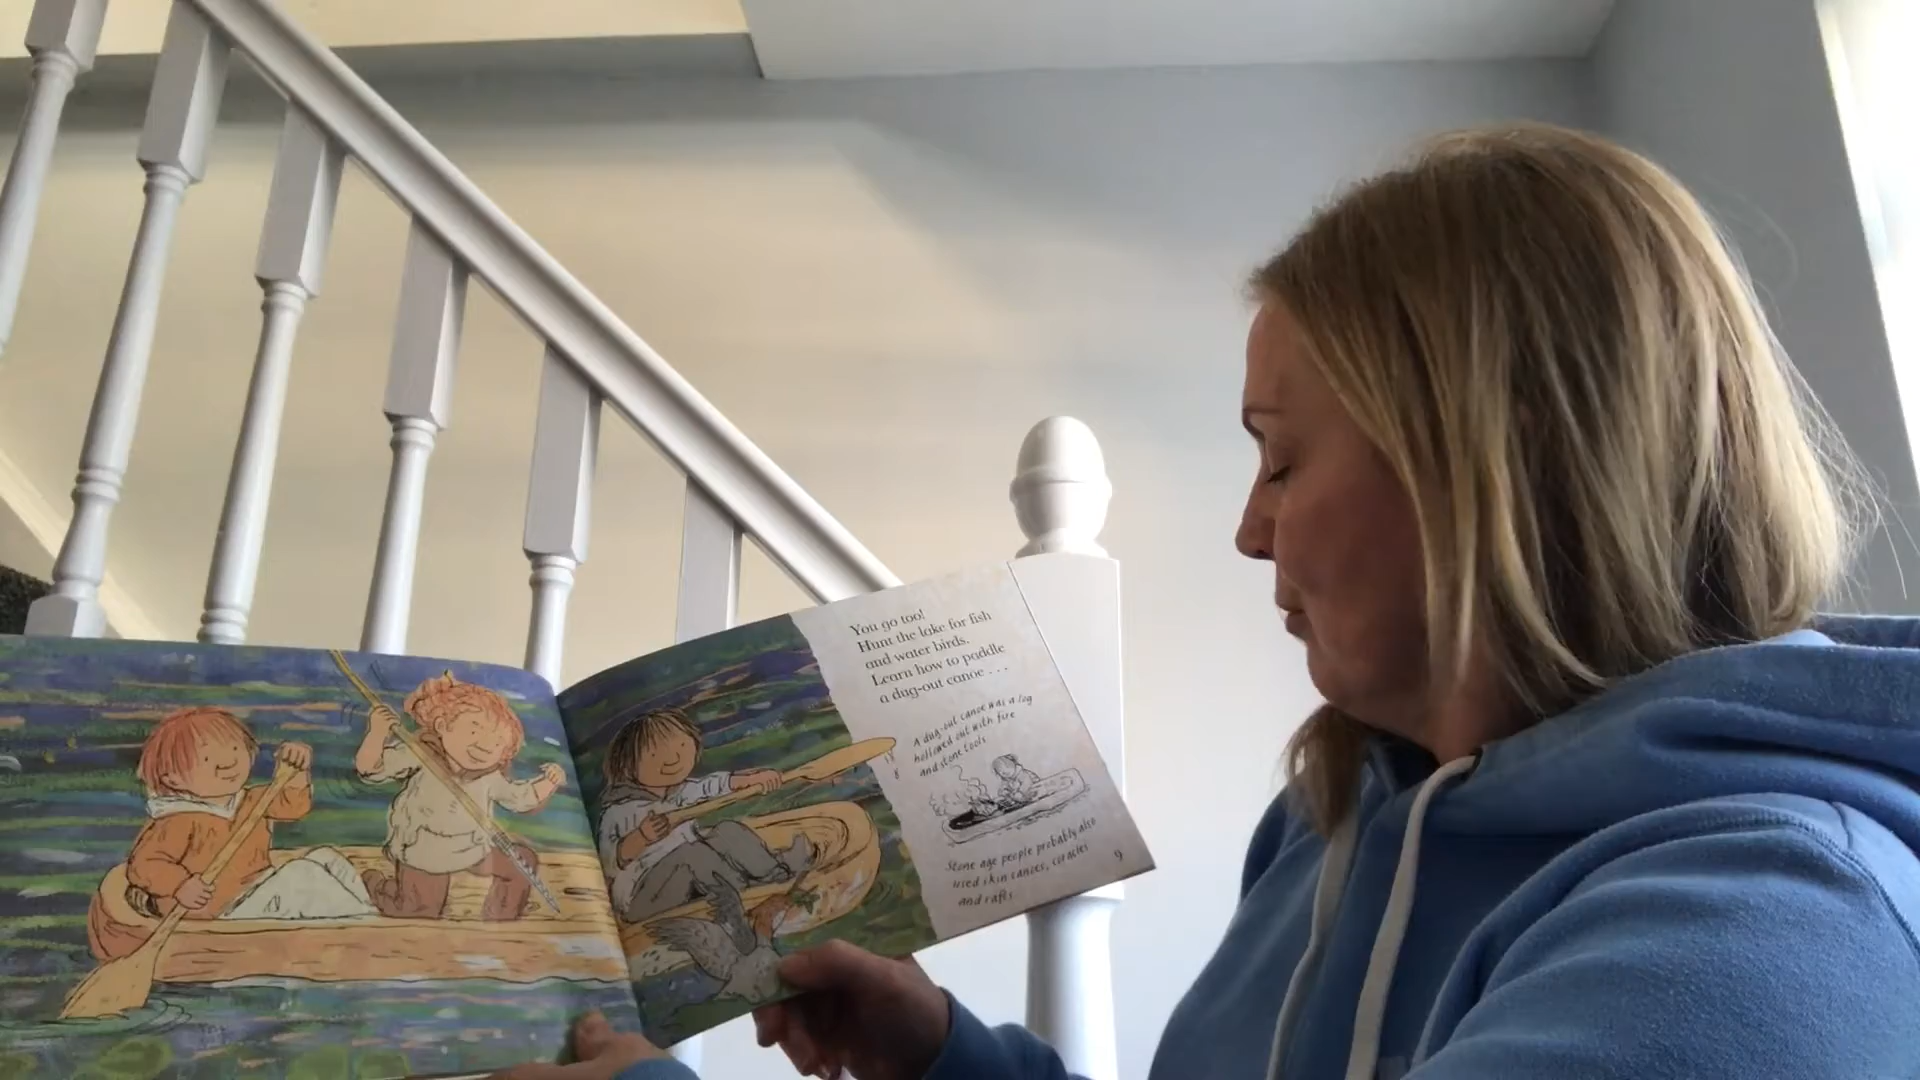 You go too!
Hunt the lake for fish
and water birds.
Learn how to paddle
a dug-out canoe . . .
A dug-out canoe was a log
hollowed out with fire
and stone tools
Stone age people probably also
used skin canoes, coracles
and rafts
9